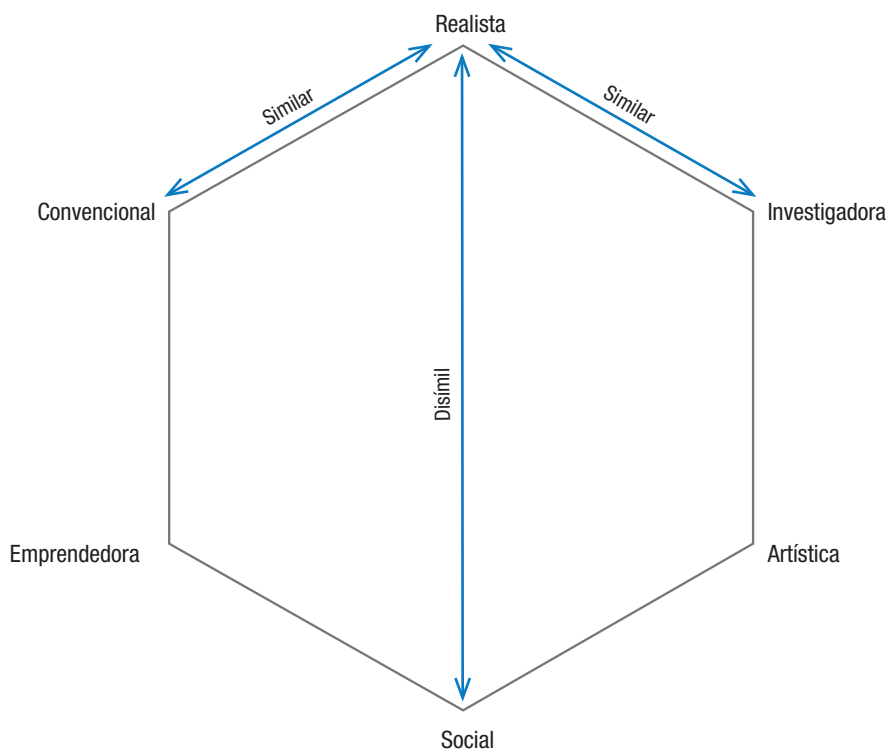 Realista
Similar
Similar
Convencional
Investigadora
Disímil
Emprendedora
Artística
Social